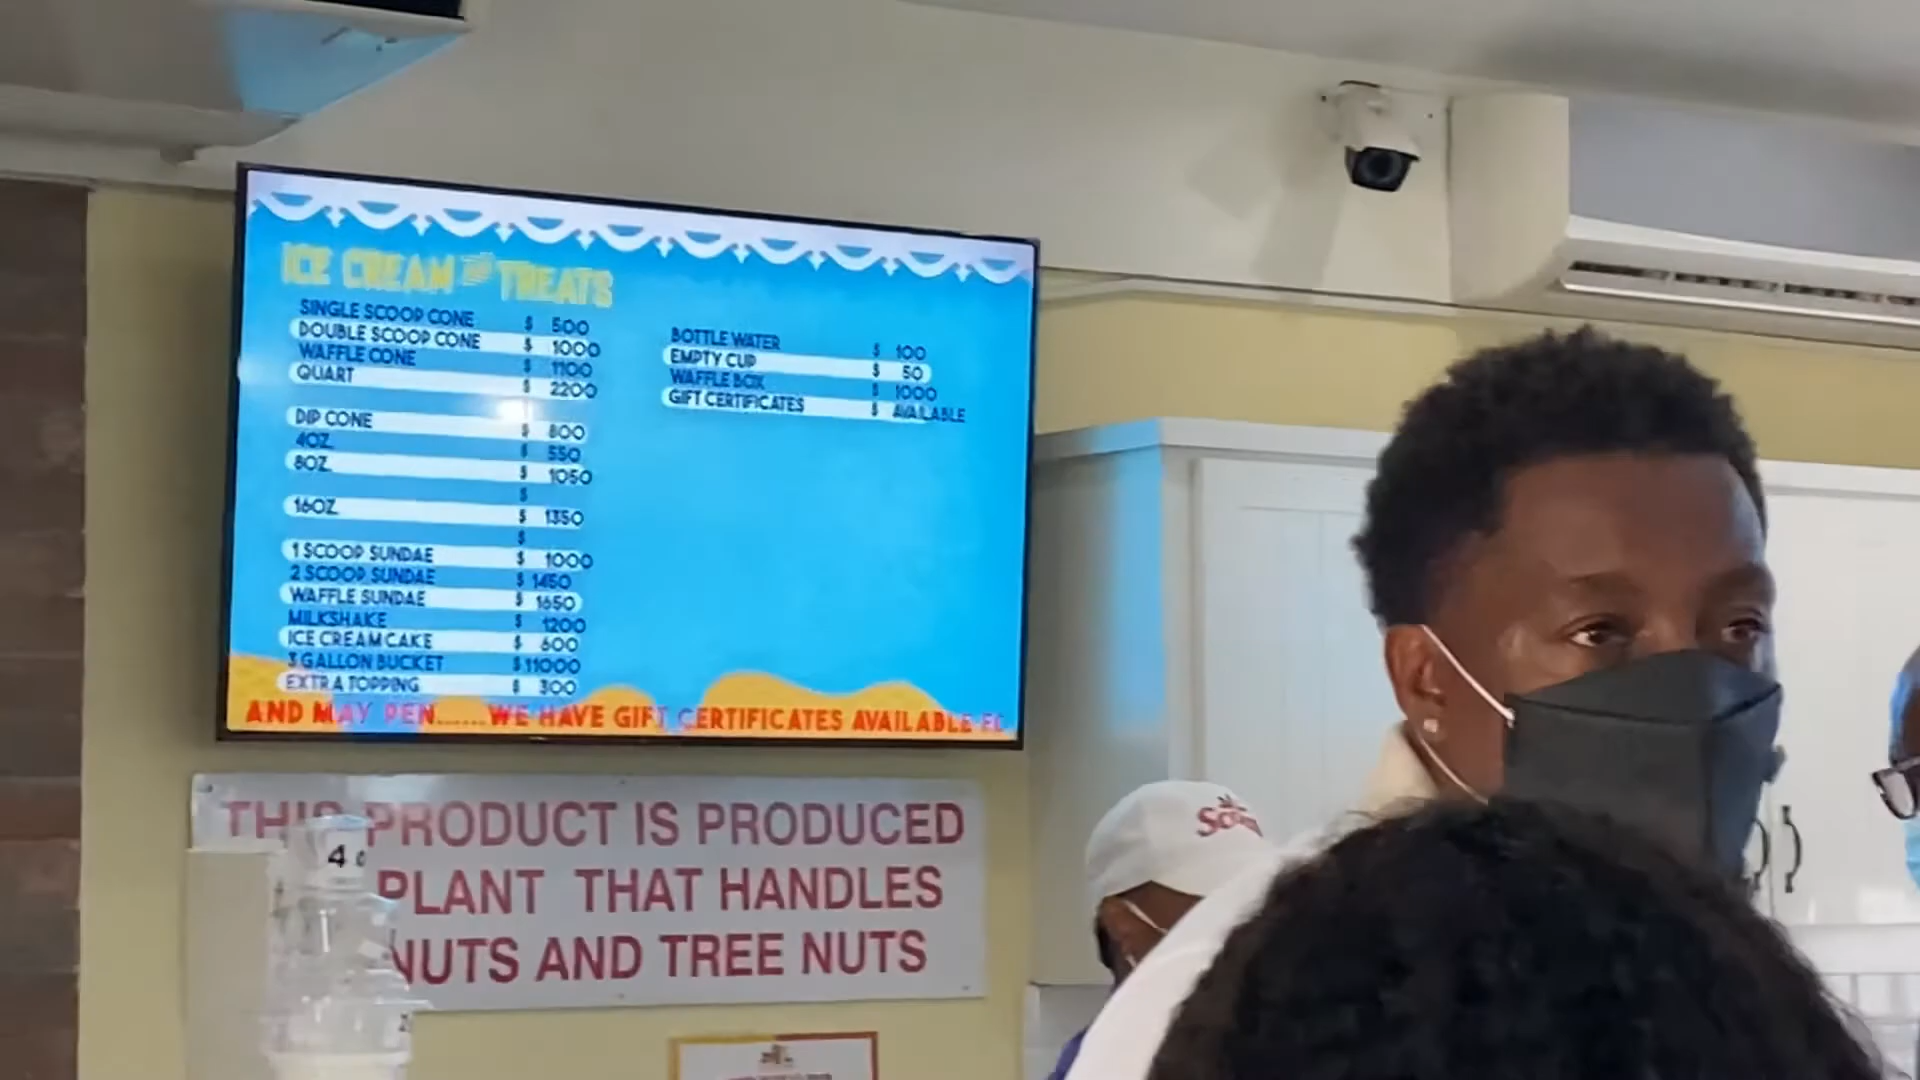 ICE CREAM AND TREATS
SINGLE SCOOP CONE $ 500
DOUBLE SCOOP CONE $ 1000
WAFFLE CONE $ 1100
QUART $ 2200
DIP CONE $ 800
4OZ. $ 550
8OZ. $ 1050
$
16OZ. $ 1350
$
1 SCOOP SUNDAE $ 1000
2 SCOOP SUNDAE $ 1450
WAFFLE SUNDAE $ 1650
MILKSHAKE $ 1200
ICE CREAM CAKE $ 600
3 GALLON BUCKET $ 11000
EXTRA TOPPING $ 300
BOTTLE WATER $ 100
EMPTY CUP $ 50
WAFFLE BOX $ 1000
GIFT CERTIFICATES $ AVAILABLE
AND MAY PEN......WE HAVE GIFT CERTIFICATES AVAILABLE
THIS PRODUCT IS PRODUCED
PLANT THAT HANDLES
NUTS AND TREE NUTS
4